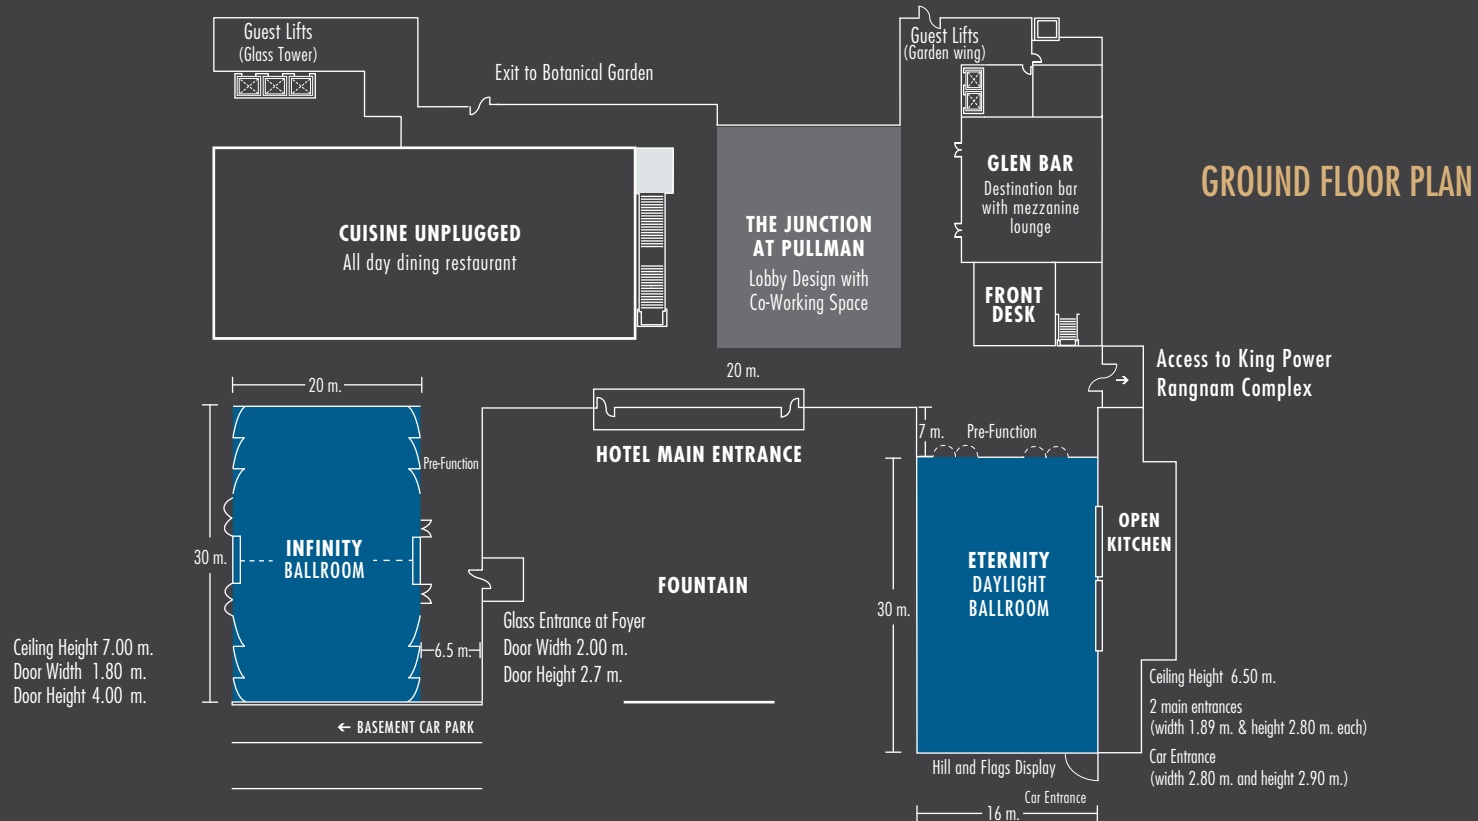 Guest Lifts
(Glass Tower)
Exit to Botanical Garden
Guest Lifts
(Garden wing)
GROUND FLOOR PLAN
CUISINE UNPLUGGED
All day dining restaurant
THE JUNCTION
AT PULLMAN
Lobby Design with
Co-Working Space
GLEN BAR
Destination bar
with mezzanine
lounge
FRONT
DESK
Access to King Power
Rangnam Complex
20 m.
20 m.
HOTEL MAIN ENTRANCE
7 m.
Pre-Function
Pre-Function
30 m.
INFINITY
BALLROOM
FOUNTAIN
OPEN
KITCHEN
ETERNITY
DAYLIGHT
BALLROOM
30 m.
Glass Entrance at Foyer
Door Width 2.00 m.
Door Height 2.7 m.
6.5 m.
Ceiling Height 7.00 m.
Door Width 1.80 m.
Door Height 4.00 m.
← BASEMENT CAR PARK
Ceiling Height 6.50 m.
2 main entrances
(width 1.89 m. & height 2.80 m. each)
Car Entrance
(width 2.80 m. and height 2.90 m.)
Hill and Flags Display
Car Entrance
16 m.